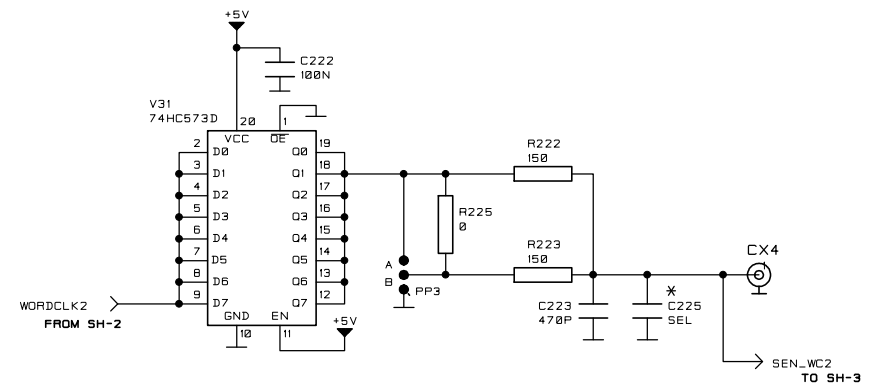 +5V
C222
100N
V31
74HC573D
20
1
VCC
OE
2
D0
Q0
19
3
D1
Q1
18
4
D2
Q2
17
5
D3
Q3
16
6
D4
Q4
15
7
D5
Q5
14
8
D6
Q6
13
9
D7
Q7
12
GND
EN
10
11
+5V
WORDCLK2
FROM SH-2
R222
150
R225
0
R223
150
A
B
PP3
CX4
1
C223
470P
*
C225
SEL
SEN_WC2
TO SH-3